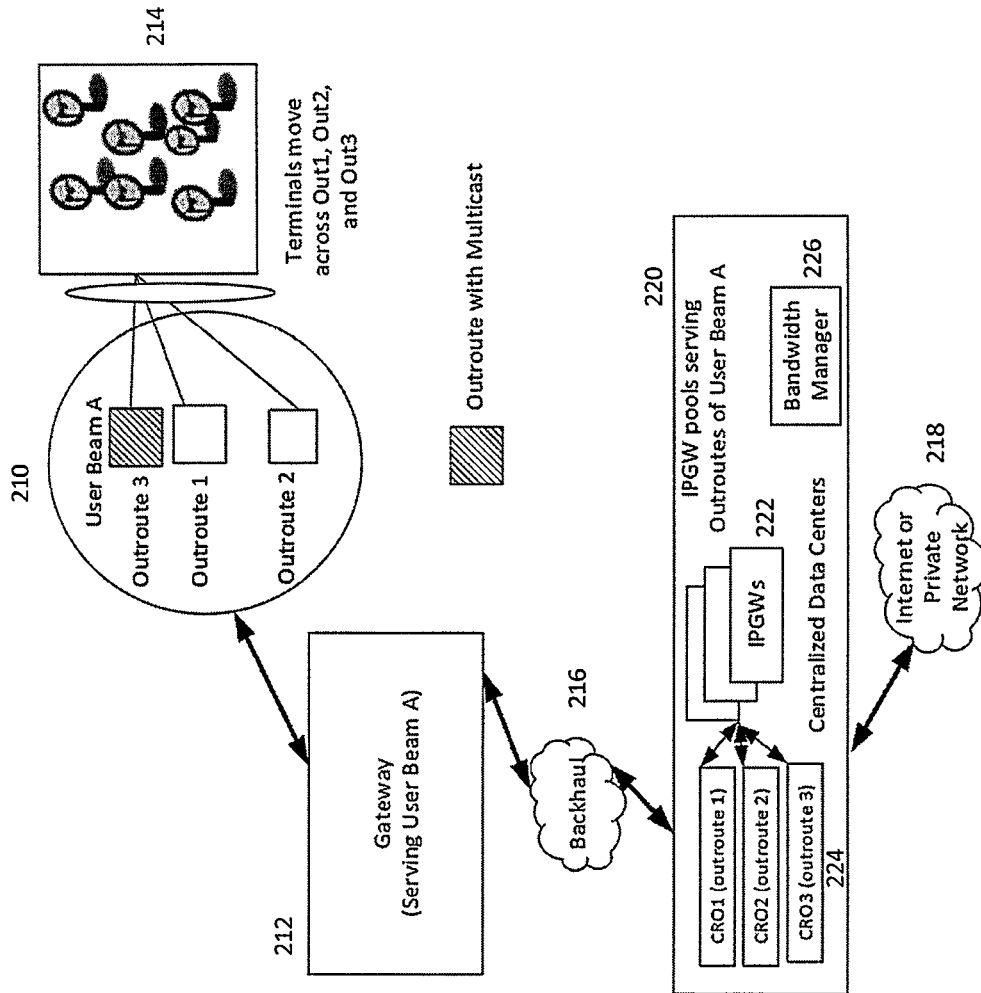 210
User Beam A
Outroute 3
Outroute 1
Outroute 2
214
Terminals move
across Out1, Out2,
and Out3
Outroute with Multicast
212
Gateway
(Serving User Beam A)
216
Backhaul
220
IPGW pools serving
Outroutes of User Beam A
222
IPGWs
226
Bandwidth
Manager
CRO1 (outroute 1)
CRO2 (outroute 2)
CRO3 (outroute 3)
224
Centralized Data Centers
218
Internet or
Private
Network